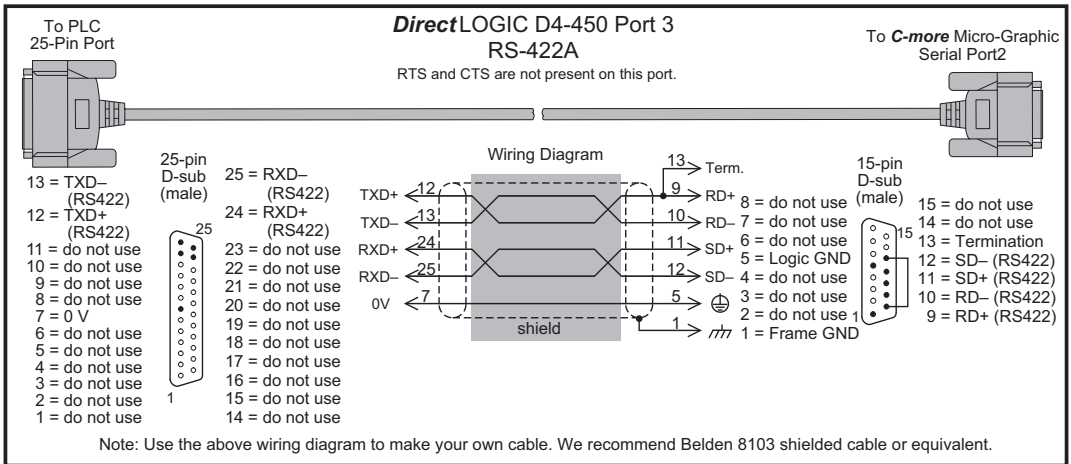 To PLC
25-Pin Port
DirectLOGIC D4-450 Port 3
RS-422A
RTS and CTS are not present on this port.
To C-more Micro-Graphic
Serial Port2
25-pin
D-sub
(male)
13 = TXD–
(RS422)
12 = TXD+
(RS422)
11 = do not use
10 = do not use
9 = do not use
8 = do not use
7 = 0 V
6 = do not use
5 = do not use
4 = do not use
3 = do not use
2 = do not use
1 = do not use
25
1
25 = RXD–
(RS422)
24 = RXD+
(RS422)
23 = do not use
22 = do not use
21 = do not use
20 = do not use
19 = do not use
18 = do not use
17 = do not use
16 = do not use
15 = do not use
14 = do not use
Wiring Diagram
13 Term.
TXD+ 12 9 RD+
TXD– 13 10 RD–
RXD+ 24 11 SD+
RXD– 25 12 SD–
0V 7 5
shield
1
8 = do not use
7 = do not use
6 = do not use
5 = Logic GND
4 = do not use
3 = do not use
2 = do not use
1 = Frame GND
15-pin
D-sub
(male)
15
1
15 = do not use
14 = do not use
13 = Termination
12 = SD– (RS422)
11 = SD+ (RS422)
10 = RD– (RS422)
9 = RD+ (RS422)
Note: Use the above wiring diagram to make your own cable. We recommend Belden 8103 shielded cable or equivalent.